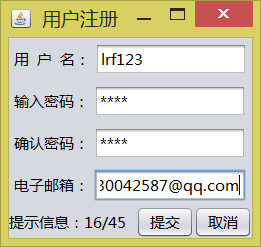 用户注册
用 户 名： lrf123
输入密码： ****
确认密码： ****
电子邮箱： 30042587@qq.com
提示信息：16/45 提交 取消